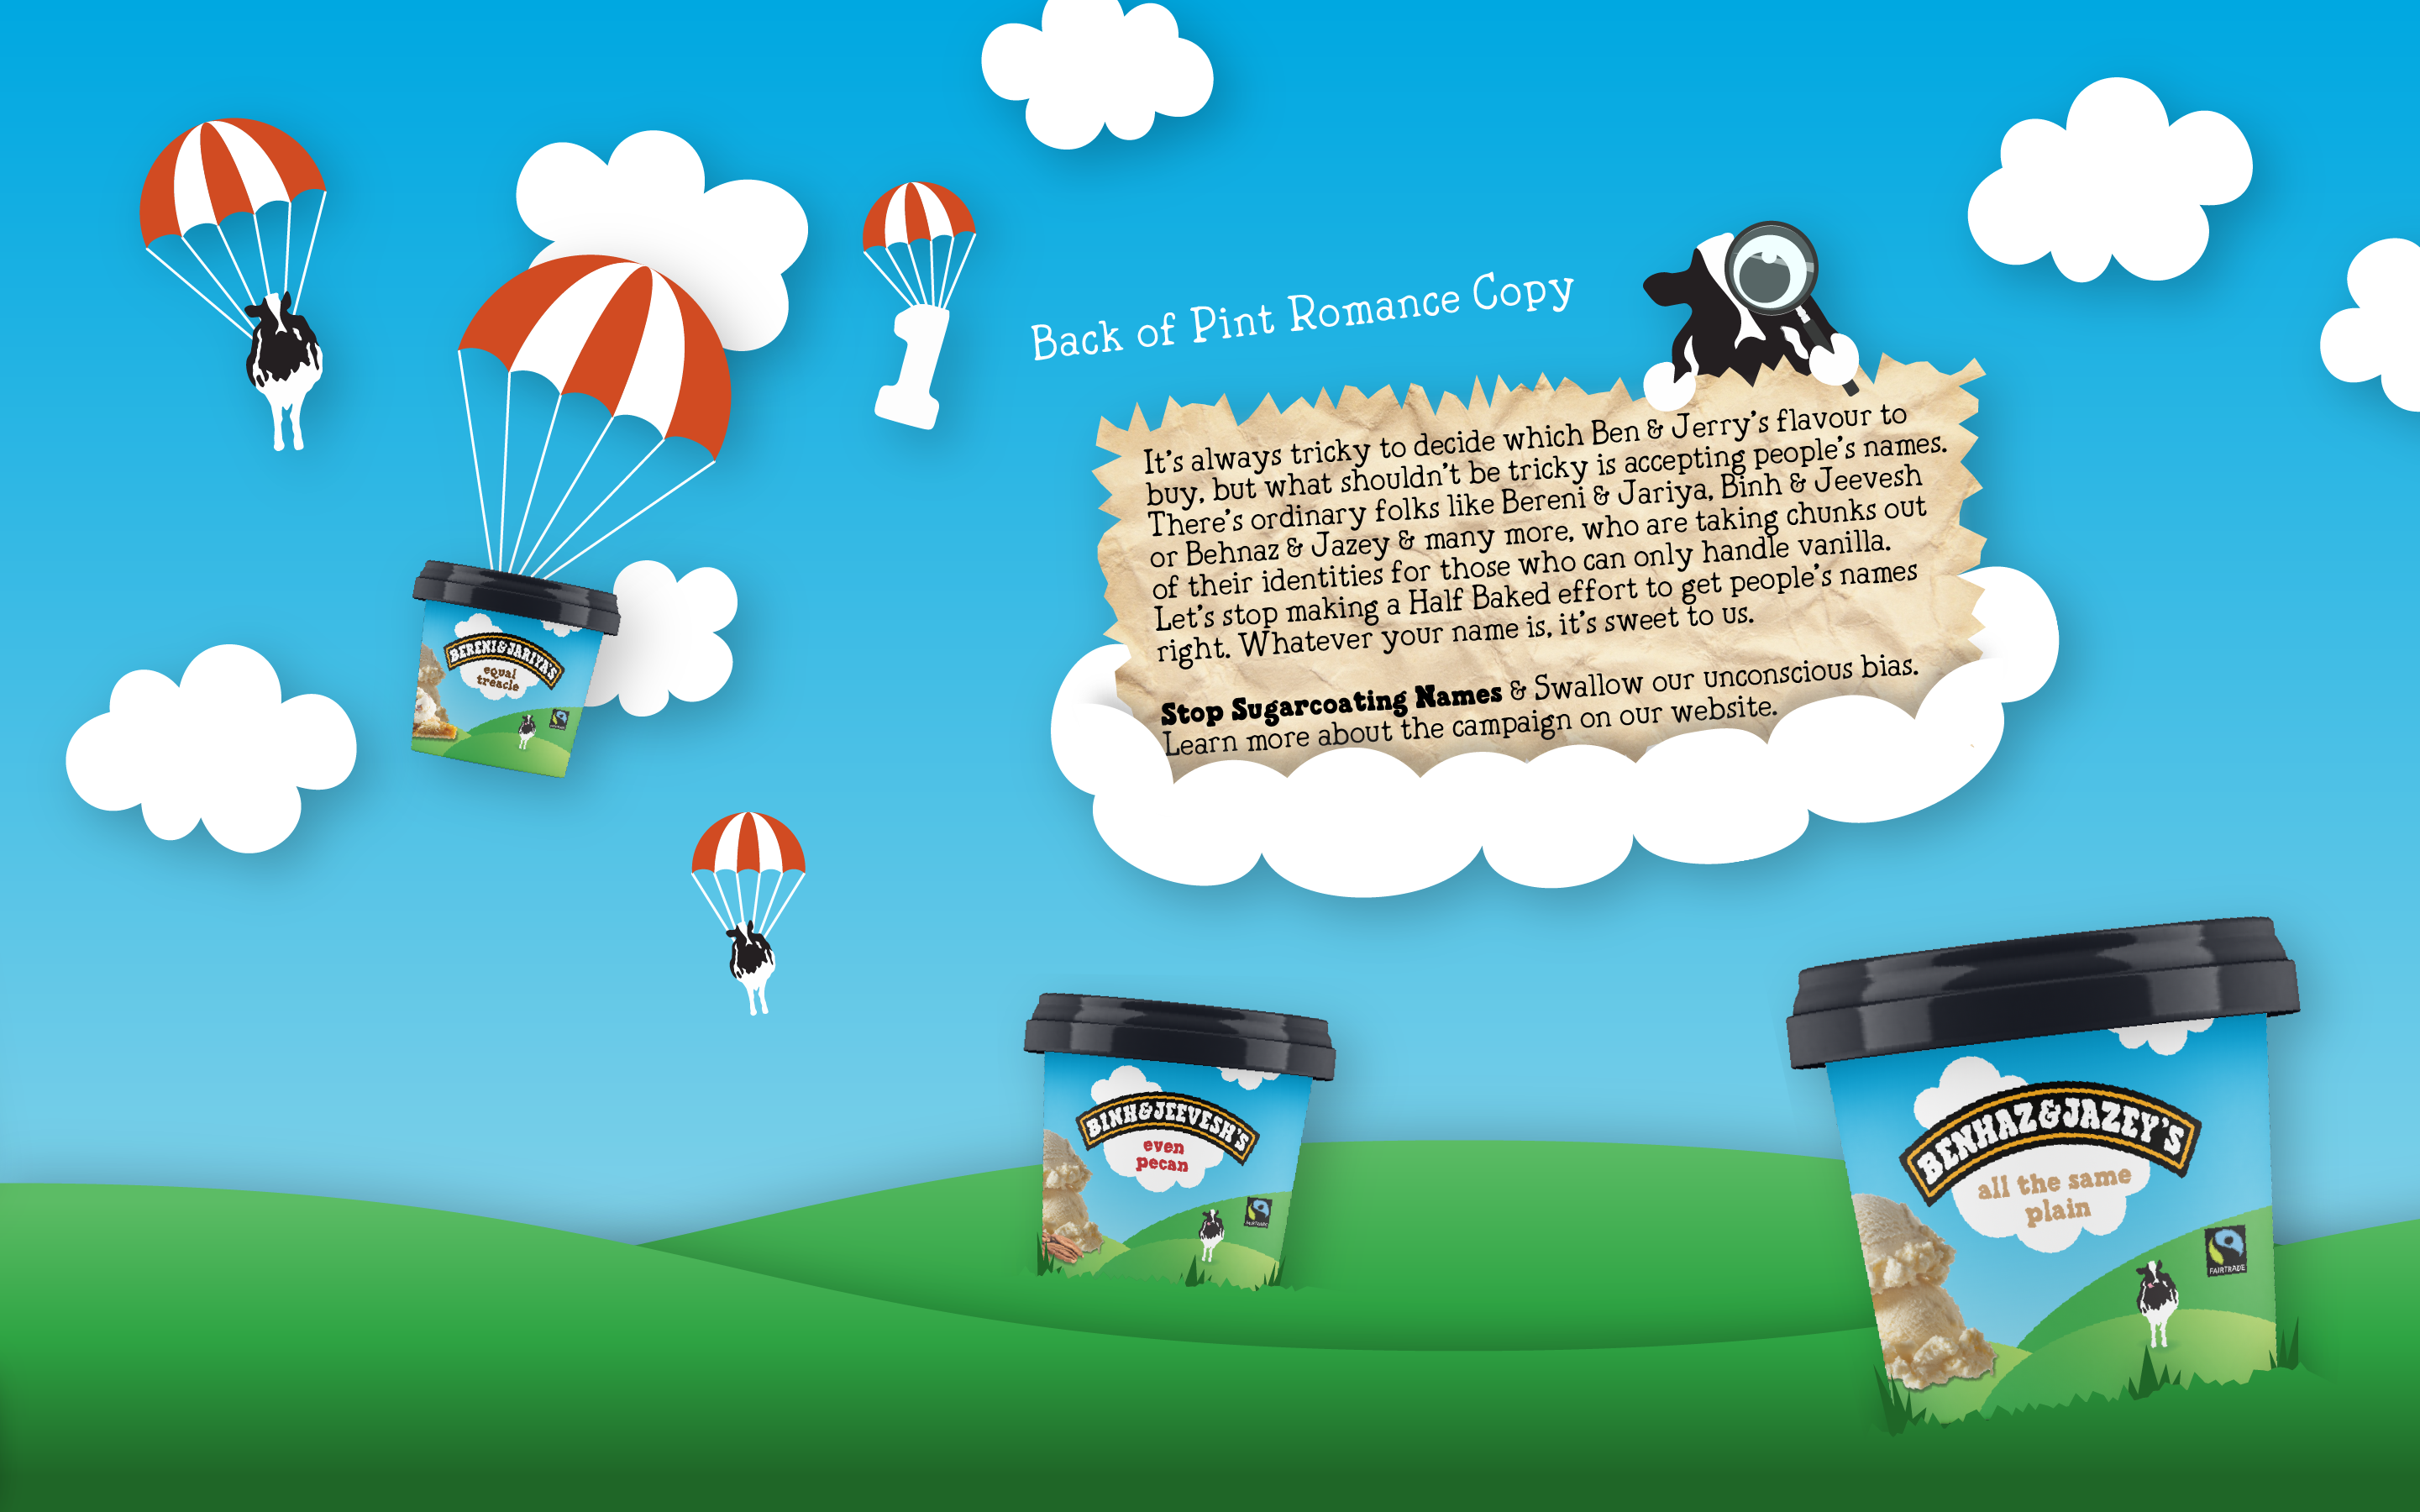 1
Back of Pint Romance Copy
It's always tricky to decide which Ben & Jerry's flavour to
buy, but what shouldn't be tricky is accepting people's names.
There's ordinary folks like Bereni & Jariya, Binh & Jeevesh
or Behnaz & Jazey & many more, who are taking chunks out
of their identities for those who can only handle vanilla.
Let's stop making a Half Baked effort to get people's names
right. Whatever your name is, it's sweet to us.
Stop Sugarcoating Names & Swallow our unconscious bias.
Learn more about the campaign on our website.
BERENI&JARIYA'S
equal
treacle
BINH&JEEVESH'S
even
pecan
FAIRTRADE
BENHAZ&JAZEY'S
all the same
plain
FAIRTRADE